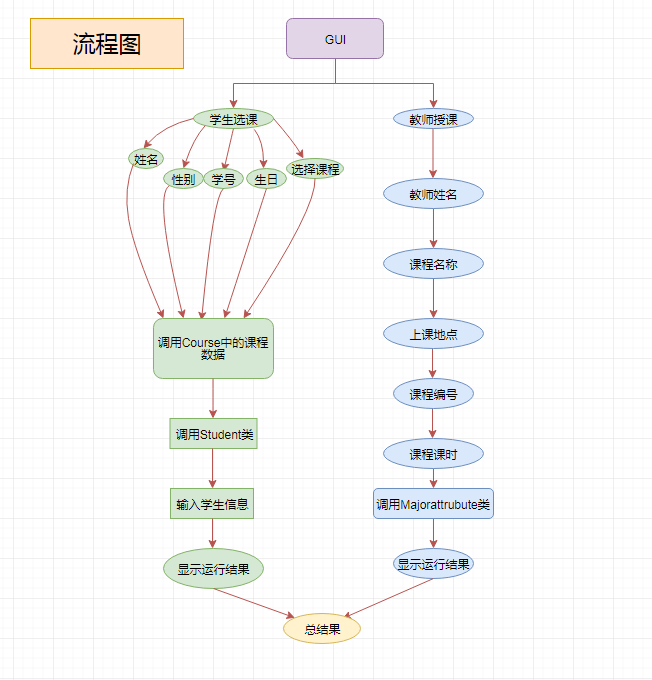 流程图
GUI
学生选课
教师授课
姓名
性别
学号
生日
选择课程
教师姓名
课程名称
上课地点
调用Course中的课程
数据
课程编号
调用Student类
课程课时
输入学生信息
调用Majorattrubute类
显示运行结果
显示运行结果
总结果